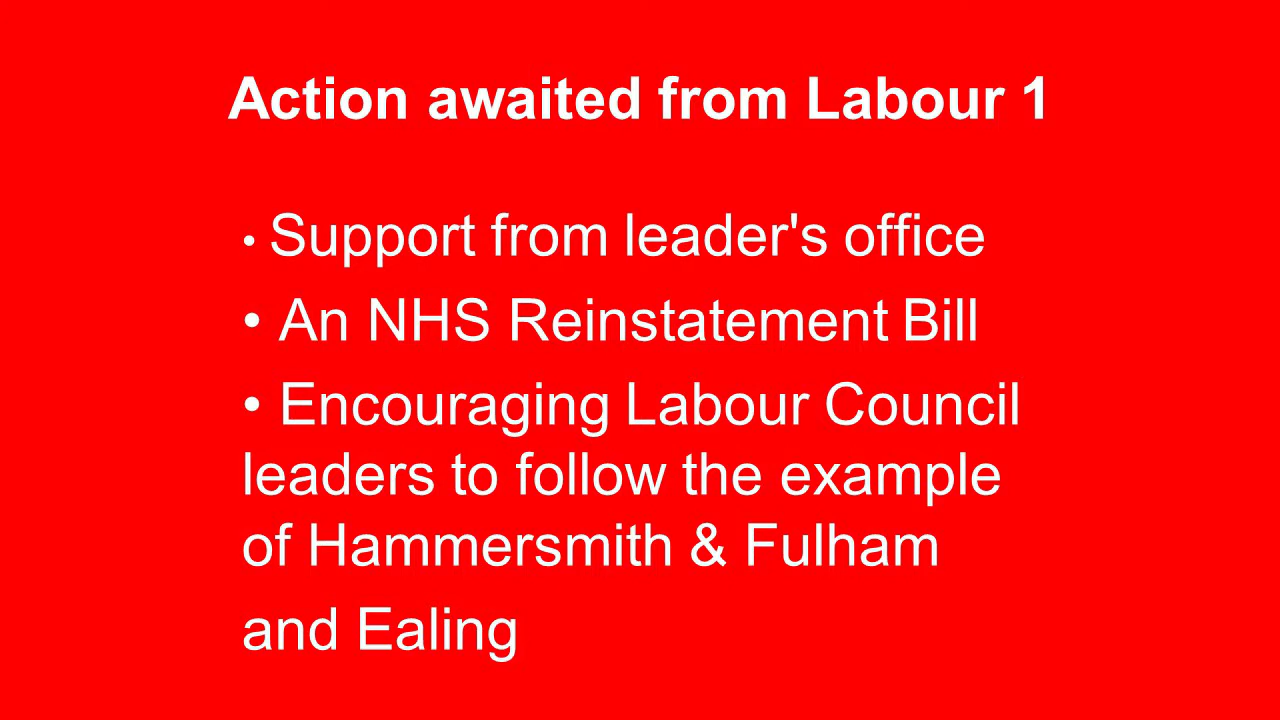 Action awaited from Labour 1
• Support from leader's office
• An NHS Reinstatement Bill
• Encouraging Labour Council
leaders to follow the example
of Hammersmith & Fulham
and Ealing